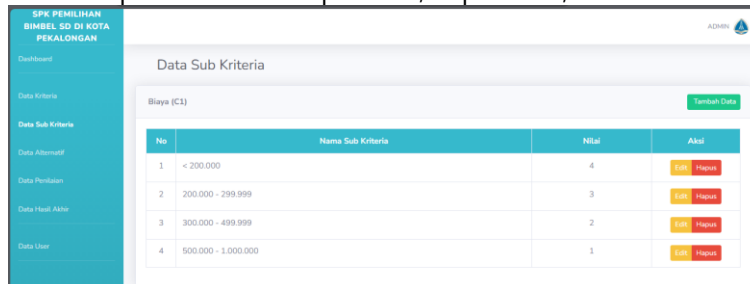 SPK PEMILIHAN
BIMBEL SD DI KOTA
PEKALONGAN
ADMIN
Dashboard
Data Kriteria
Data Sub Kriteria
Data Alternatif
Data Penilaian
Data Hasil Akhir
Data User
Data Sub Kriteria
Biaya (C1)
Tambah Data
No Nama Sub Kriteria Nilai Aksi
1 < 200.000 4 Edit Hapus
2 200.000 - 299.999 3 Edit Hapus
3 300.000 - 499.999 2 Edit Hapus
4 500.000 - 1.000.000 1 Edit Hapus